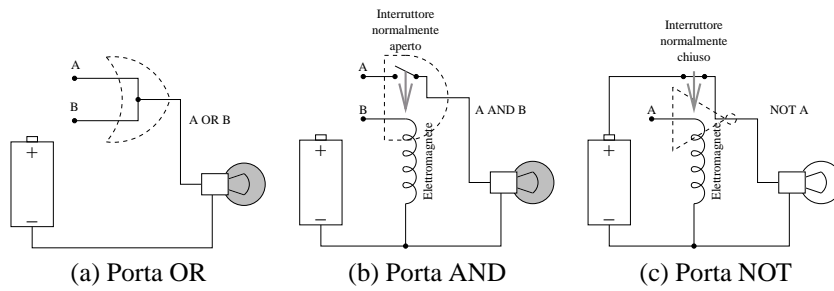 A
B
A OR B
+
−
(a) Porta OR
Interruttore
normalmente
aperto
A
B
A AND B
Elettromagnete
+
−
(b) Porta AND
Interruttore
normalmente
chiuso
A
NOT A
Elettromagnete
+
−
(c) Porta NOT